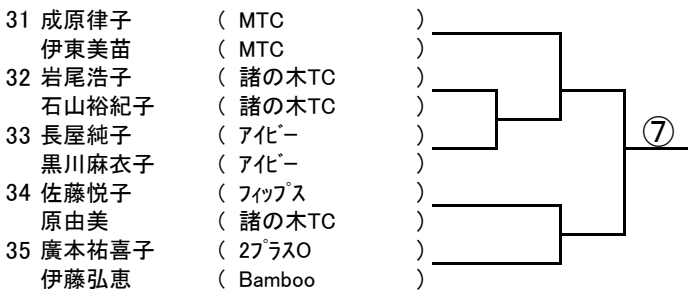 31 成原律子 ( MTC )
伊東美苗 ( MTC )
32 岩尾浩子 ( 諸の木TC )
石山裕紀子 ( 諸の木TC )
33 長屋純子 ( ｱｲﾋﾞｰ )
黒川麻衣子 ( ｱｲﾋﾞｰ )
⑦
34 佐藤悦子 ( ﾌｨｯﾌﾟｽ )
原由美 ( 諸の木TC )
35 廣本祐喜子 ( 2ﾌﾟﾗｽO )
伊藤弘恵 ( Bamboo )